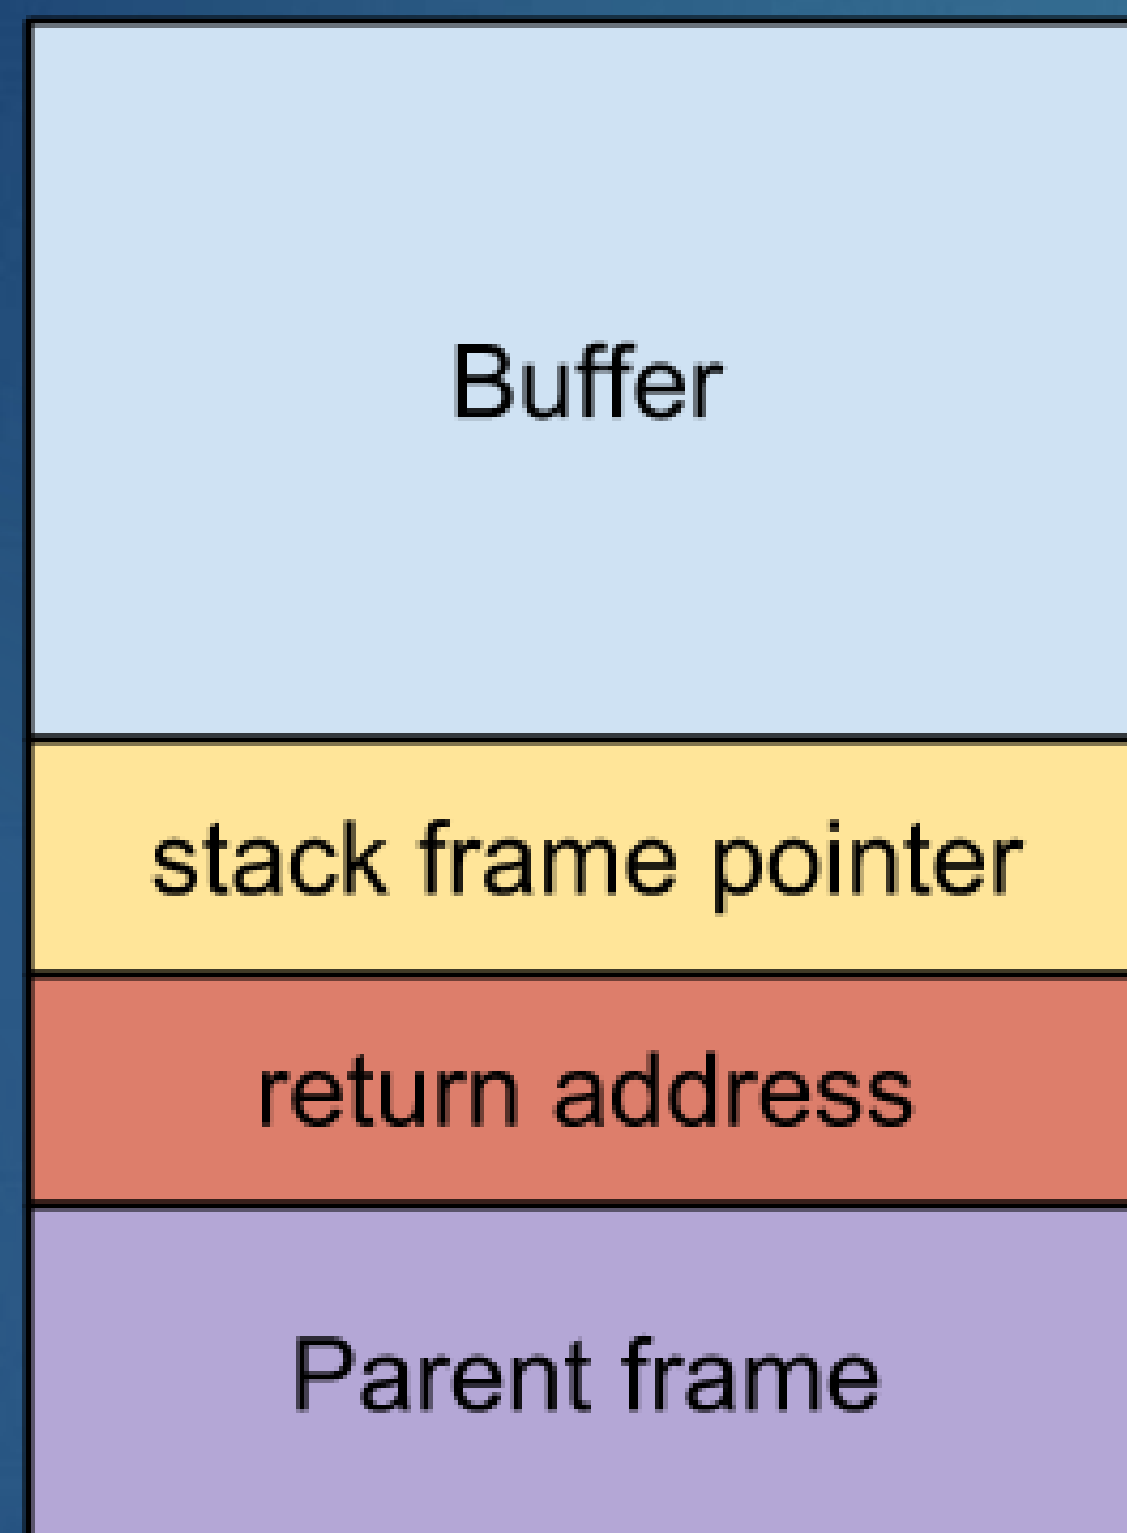 Buffer
stack frame pointer
return address
Parent frame